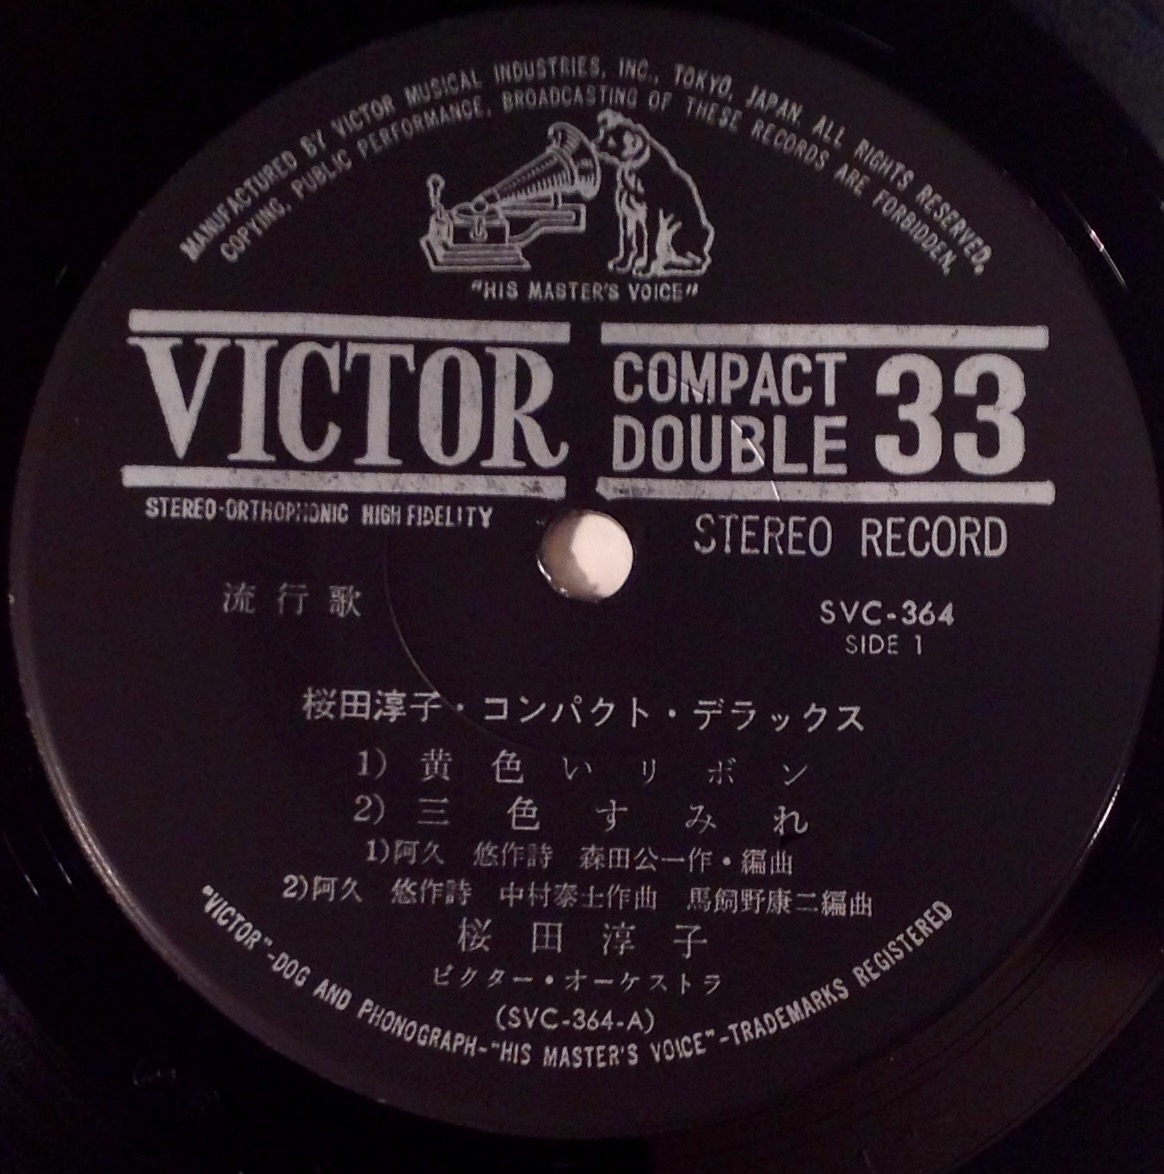 MANUFACTURED BY VICTOR MUSICAL INDUSTRIES, INC., TOKYO, JAPAN. ALL RIGHTS RESERVED,
COPYING, PUBLIC PERFORMANCE, BROADCASTING OF THESE RECORDS ARE FORBIDDEN,
"HIS MASTER'S VOICE"
VICTOR
COMPACT
DOUBLE 33
STEREO-ORTHOPHONIC HIGH FIDELITY
STEREO RECORD
流行歌
SVC-364
SIDE 1
桜田淳子・コンパクト・デラックス
1) 黄色いリボン
2) 三色すみれ
1)阿久 悠作詩 森田公一作・編曲
2)阿久 悠作詩 中村泰士作曲 馬飼野康二編曲
桜田淳子
ビクター・オーケストラ
(SVC-364-A)
"VICTOR"-DOG AND PHONOGRAPH-"HIS MASTER'S VOICE"-TRADEMARKS REGISTERED